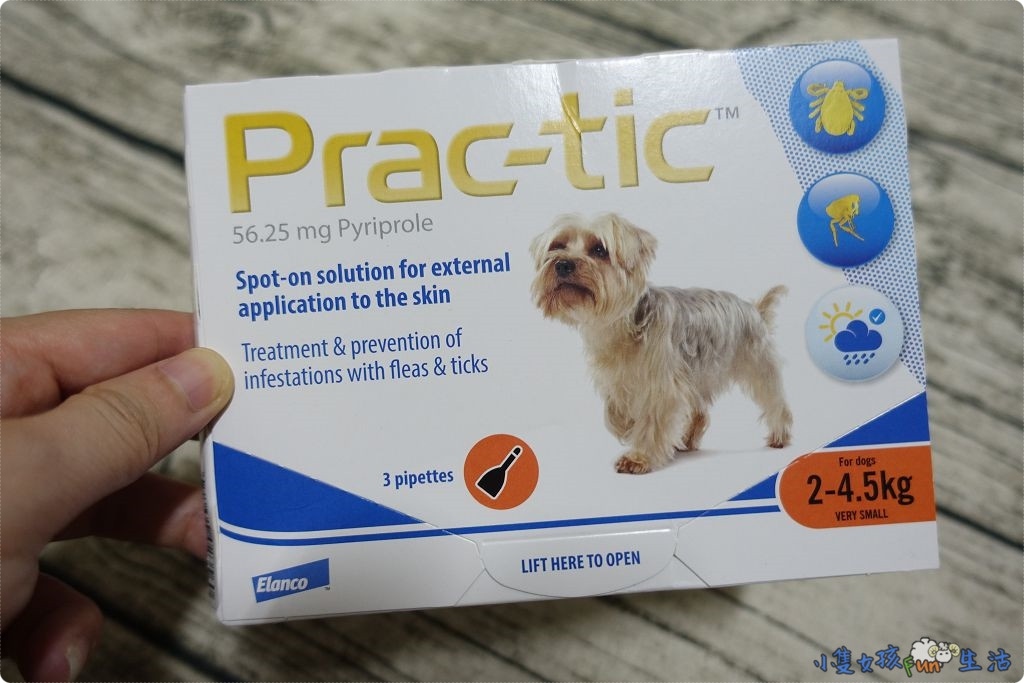 Prac-tic™
56.25 mg Pyriprole
Spot-on solution for external
application to the skin
Treatment & prevention of
infestations with fleas & ticks
3 pipettes
For dogs
2-4.5kg
VERY SMALL
LIFT HERE TO OPEN
Elanco
小隻女孩fun生活